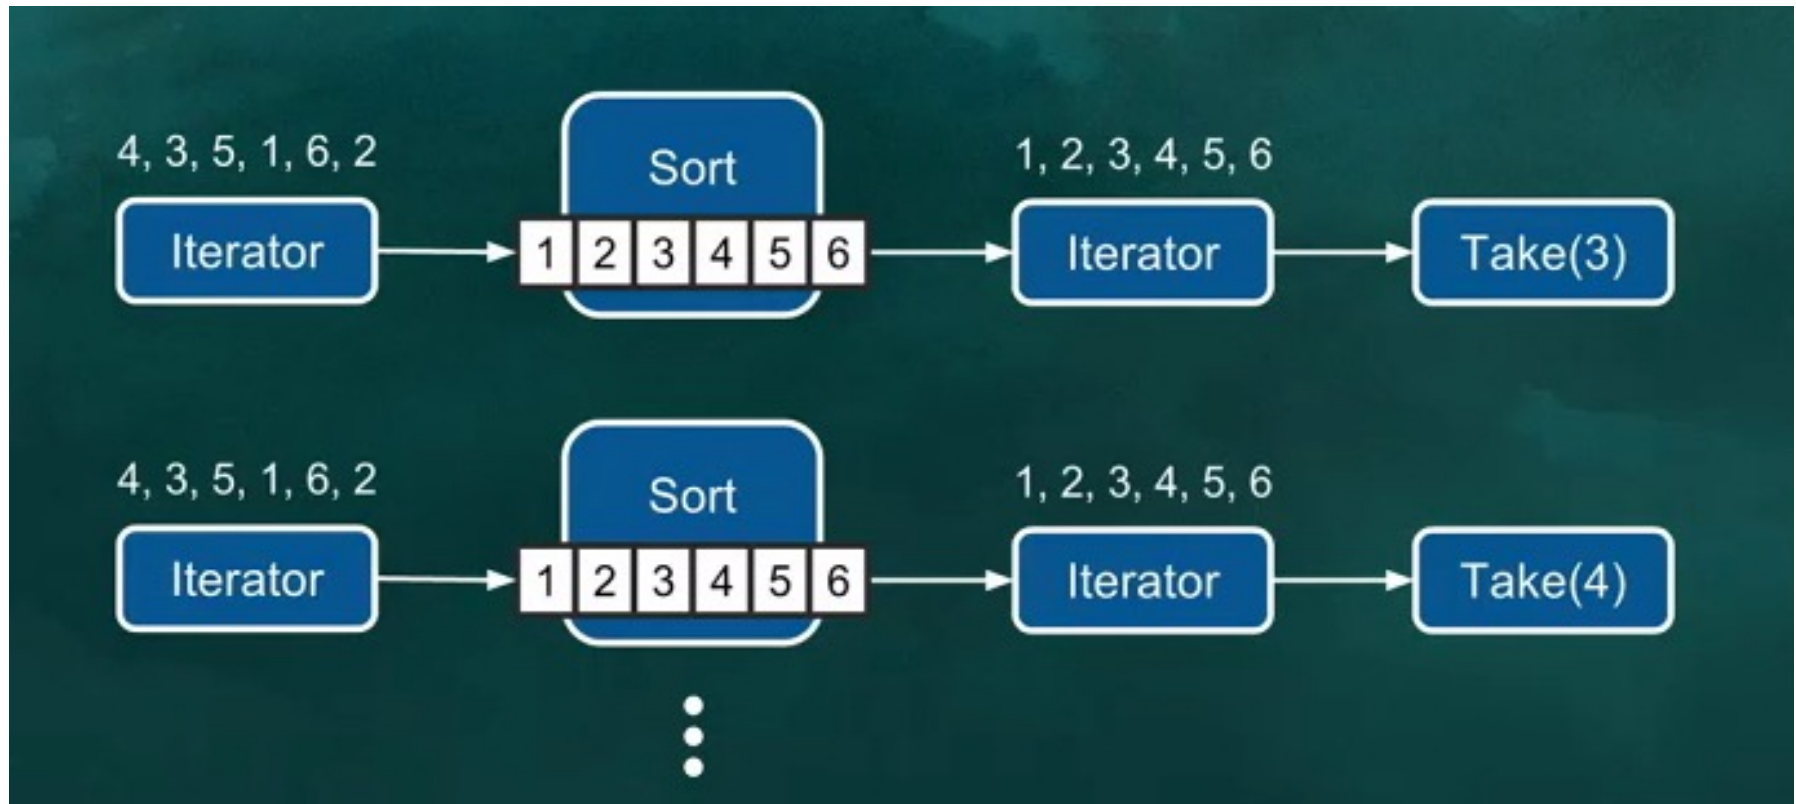 4, 3, 5, 1, 6, 2
Iterator
Sort
1 2 3 4 5 6
1, 2, 3, 4, 5, 6
Iterator
Take(3)
4, 3, 5, 1, 6, 2
Iterator
Sort
1 2 3 4 5 6
1, 2, 3, 4, 5, 6
Iterator
Take(4)